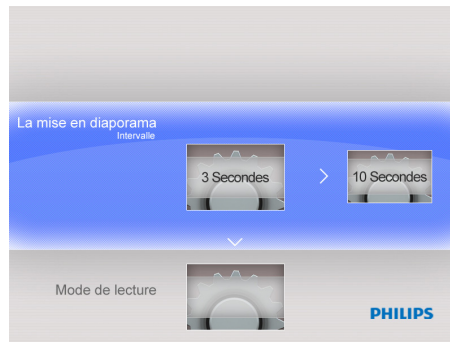 La mise en diaporama
Intervalle
3 Secondes
10 Secondes
Mode de lecture
PHILIPS